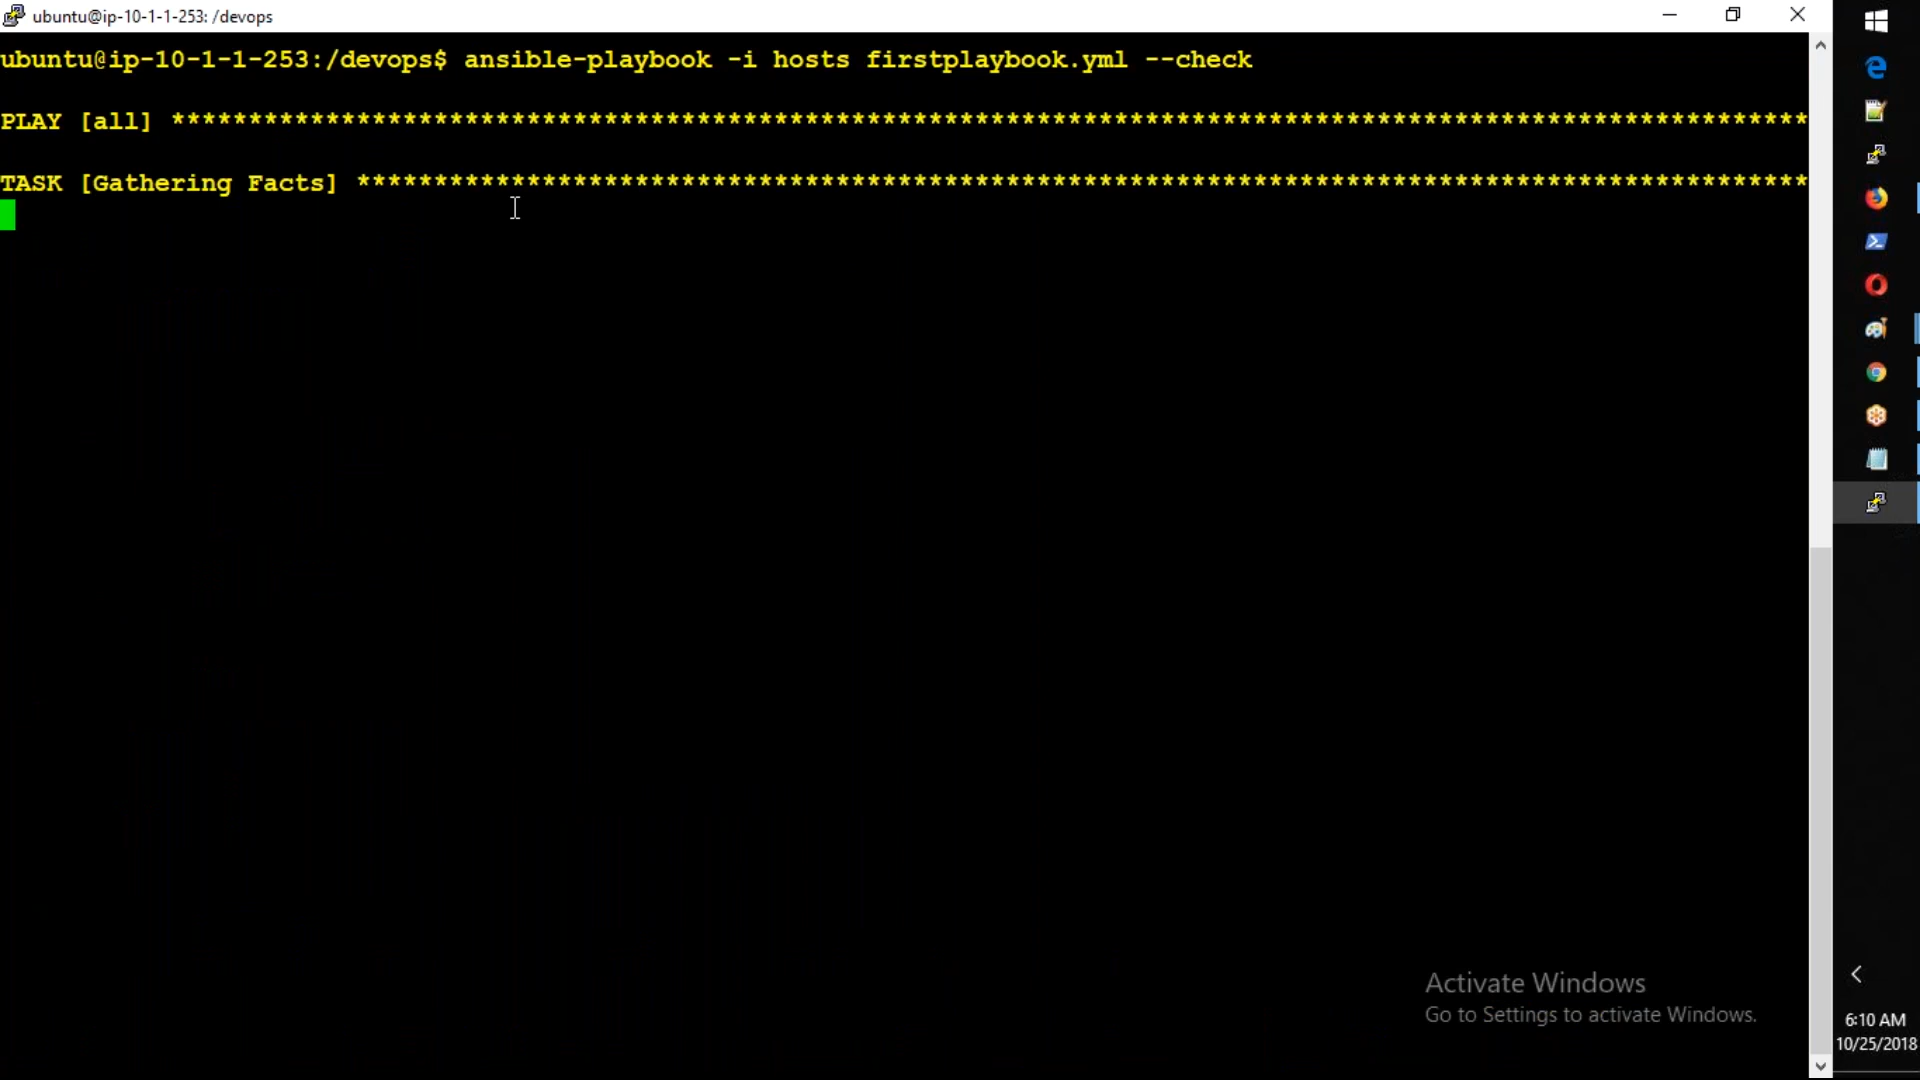 ubuntu@ip-10-1-1-253: /devops
ubuntu@ip-10-1-1-253:/devops$ ansible-playbook -i hosts firstplaybook.yml --check
PLAY [all] **********************************************************************************************************
TASK [Gathering Facts] **********************************************************************************************
Activate Windows
Go to Settings to activate Windows.
6:10 AM
10/25/2018